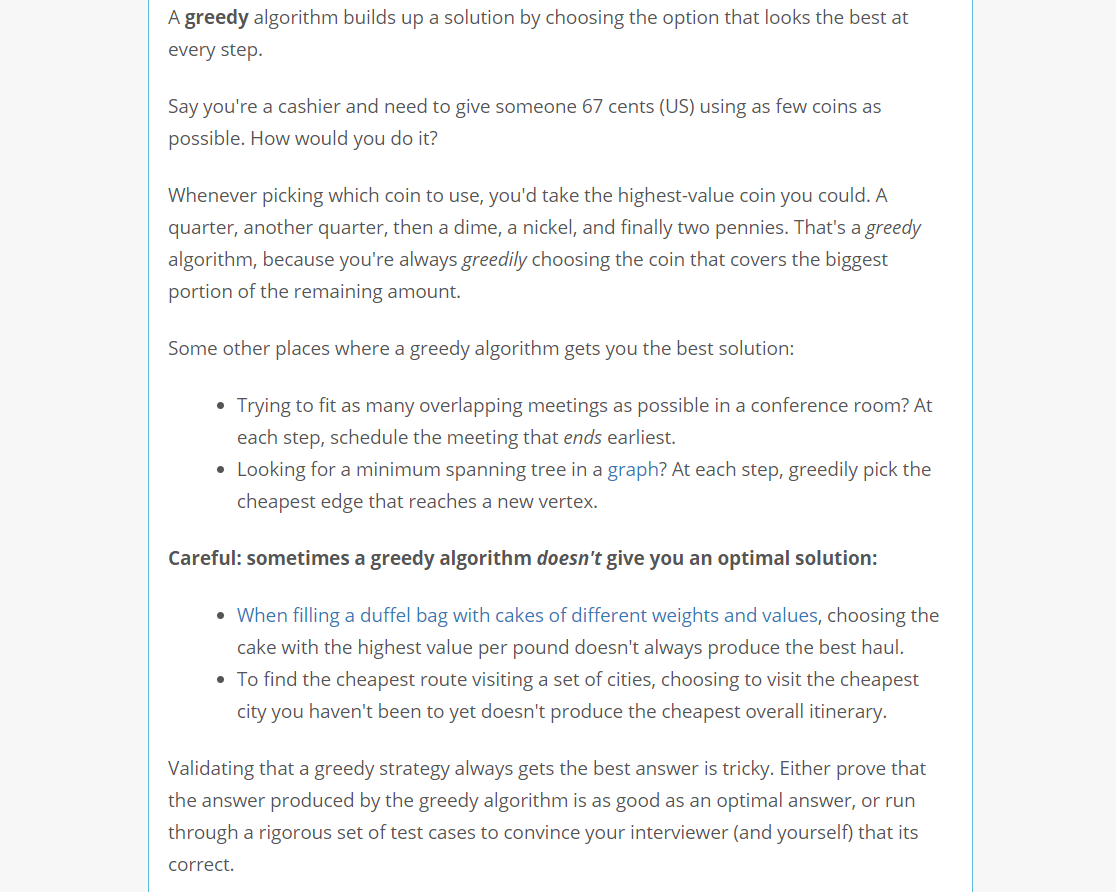 A greedy algorithm builds up a solution by choosing the option that looks the best at
every step.
Say you're a cashier and need to give someone 67 cents (US) using as few coins as
possible. How would you do it?
Whenever picking which coin to use, you'd take the highest-value coin you could. A
quarter, another quarter, then a dime, a nickel, and finally two pennies. That's a greedy
algorithm, because you're always greedily choosing the coin that covers the biggest
portion of the remaining amount.
Some other places where a greedy algorithm gets you the best solution:
• Trying to fit as many overlapping meetings as possible in a conference room? At
each step, schedule the meeting that ends earliest.
• Looking for a minimum spanning tree in a graph? At each step, greedily pick the
cheapest edge that reaches a new vertex.
Careful: sometimes a greedy algorithm doesn't give you an optimal solution:
• When filling a duffel bag with cakes of different weights and values, choosing the
cake with the highest value per pound doesn't always produce the best haul.
• To find the cheapest route visiting a set of cities, choosing to visit the cheapest
city you haven't been to yet doesn't produce the cheapest overall itinerary.
Validating that a greedy strategy always gets the best answer is tricky. Either prove that
the answer produced by the greedy algorithm is as good as an optimal answer, or run
through a rigorous set of test cases to convince your interviewer (and yourself) that its
correct.